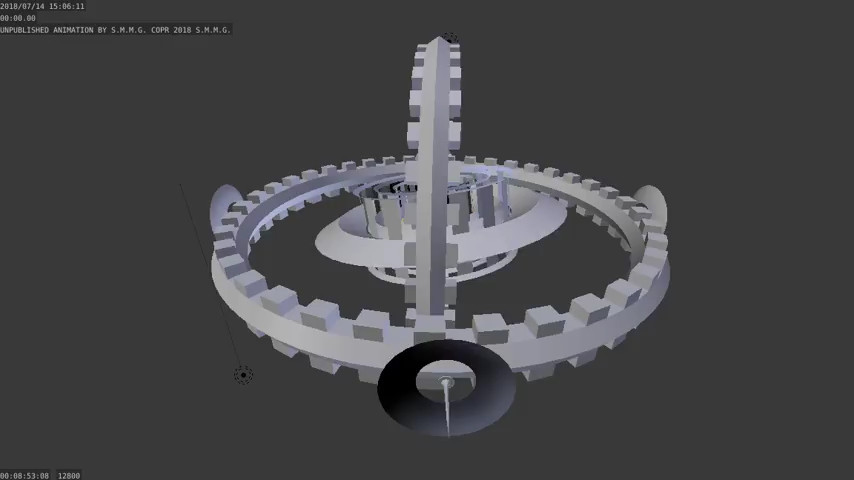 2018/07/14 15:06:11
00:00.00
UNPUBLISHED ANIMATION BY S.M.M.G. COPR 2018 S.M.M.G.
00:08:53:08 12800